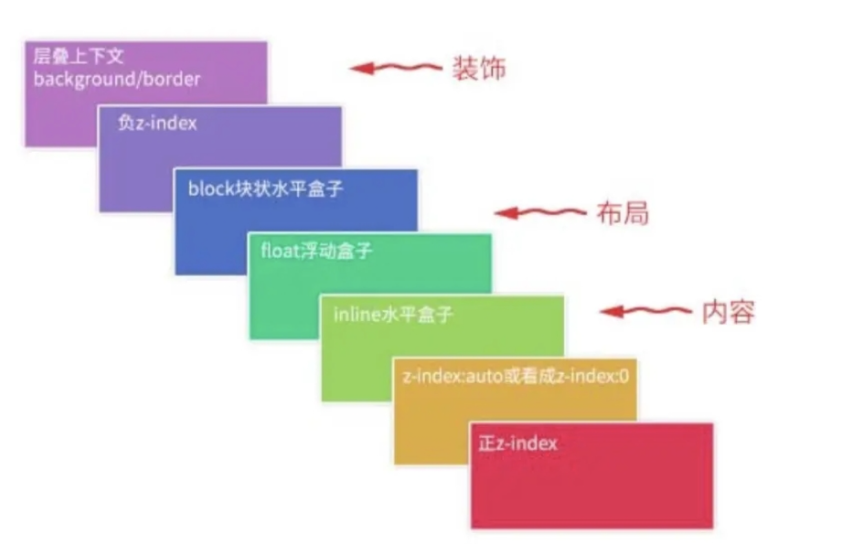 层叠上下文
background/border
装饰
负z-index
block块状水平盒子
布局
float浮动盒子
inline水平盒子
内容
z-index:auto或看成z-index:0
正z-index